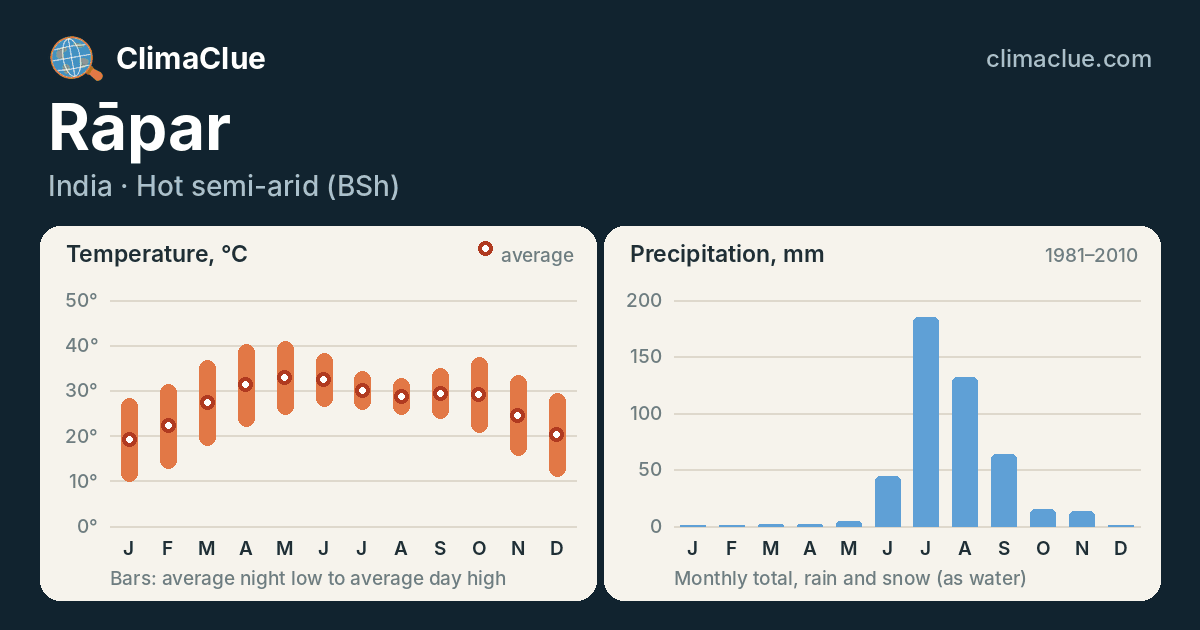 ClimaClue
climaclue.com
Rāpar
India · Hot semi-arid (BSh)
Temperature, °C
average
50°
40°
30°
20°
10°
0°
J F M A M J J A S O N D
Bars: average night low to average day high
Precipitation, mm
1981–2010
200
150
100
50
0
J F M A M J J A S O N D
Monthly total, rain and snow (as water)